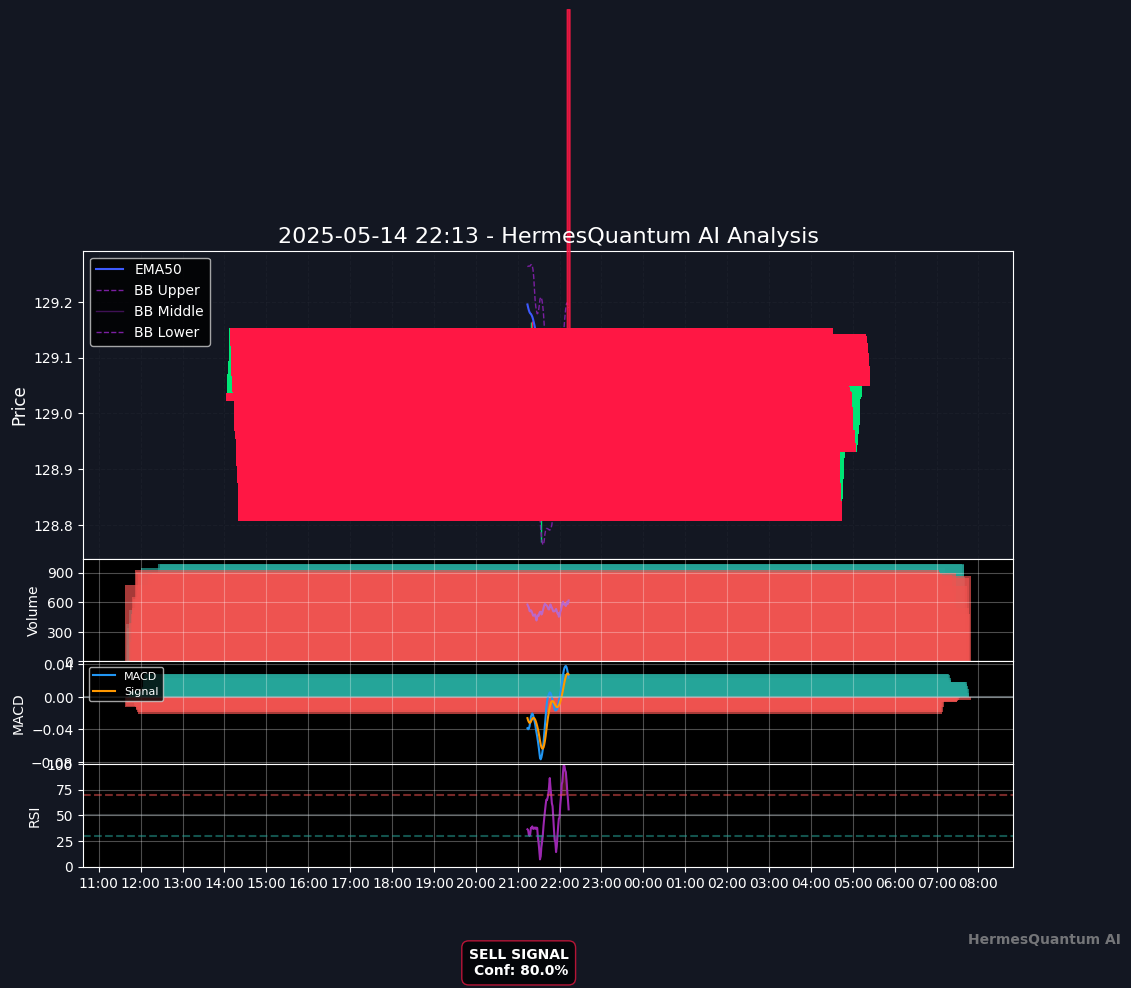 2025-05-14 22:13 - HermesQuantum AI Analysis
EMA50
BB Upper
BB Middle
BB Lower
Price
129.2
129.1
129.0
128.9
128.8
Volume
900
600
300
0
MACD
MACD
Signal
0.04
0.00
−0.04
−0.08
RSI
100
75
50
25
0
11:00 12:00 13:00 14:00 15:00 16:00 17:00 18:00 19:00 20:00 21:00 22:00 23:00 00:00 01:00 02:00 03:00 04:00 05:00 06:00 07:00 08:00
HermesQuantum AI
SELL SIGNAL
Conf: 80.0%